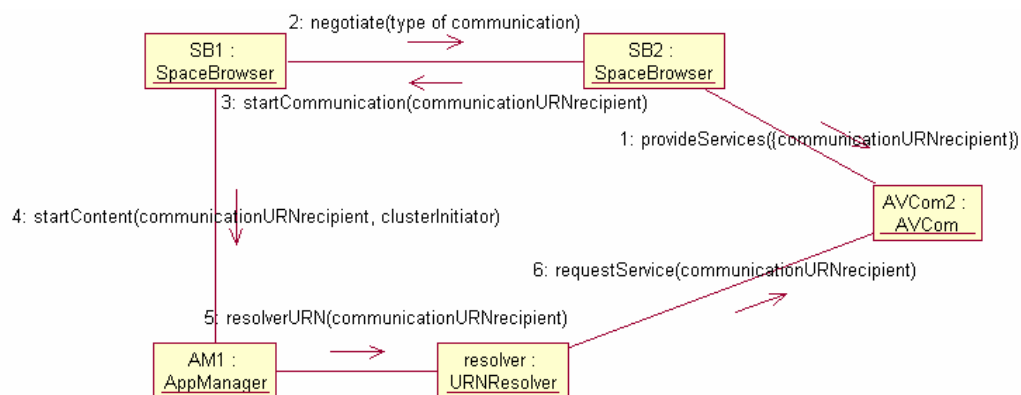 2: negotiate(type of communication)
SB1 :
SpaceBrowser
SB2 :
SpaceBrowser
3: startCommunication(communicationURNrecipient)
1: provideServices({communicationURNrecipient})
AVCom2 :
AVCom
4: startContent(communicationURNrecipient, clusterInitiator)
6: requestService(communicationURNrecipient)
5: resolverURN(communicationURNrecipient)
AM1 :
AppManager
resolver :
URNResolver